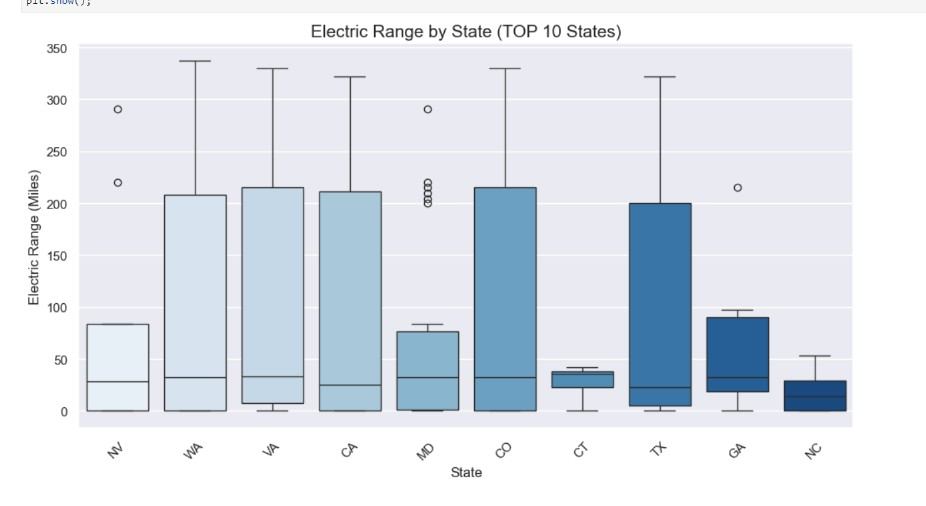 plt.show();
Electric Range by State (TOP 10 States)
350
300
250
200
150
100
50
0
Electric Range (Miles)
NV WA VA CA MD CO CT TX GA NC
State